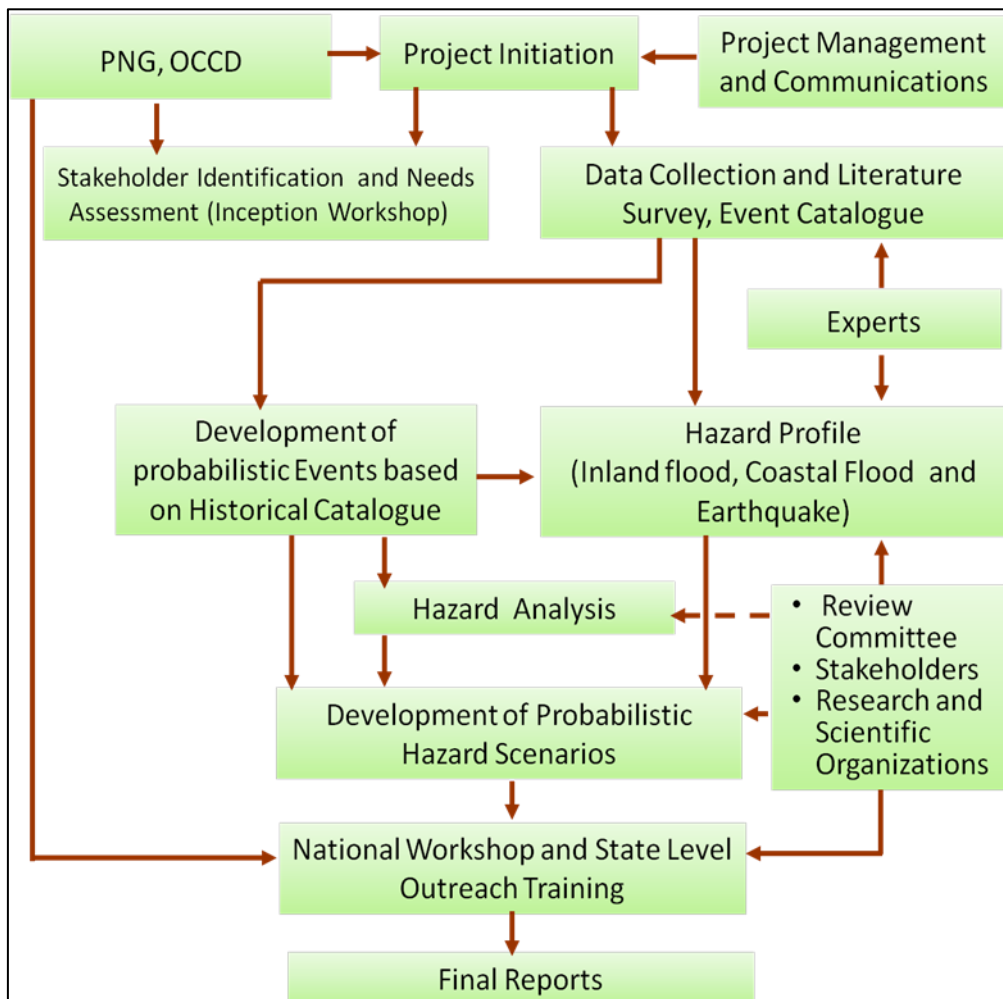 PNG, OCCD
Project Initiation
Project Management
and Communications
Stakeholder Identification and Needs
Assessment (Inception Workshop)
Data Collection and Literature
Survey, Event Catalogue
Experts
Development of
probabilistic Events based
on Historical Catalogue
Hazard Profile
(Inland flood, Coastal Flood and
Earthquake)
Hazard Analysis
• Review
Committee
• Stakeholders
• Research and
Scientific
Organizations
Development of Probabilistic
Hazard Scenarios
National Workshop and State Level
Outreach Training
Final Reports